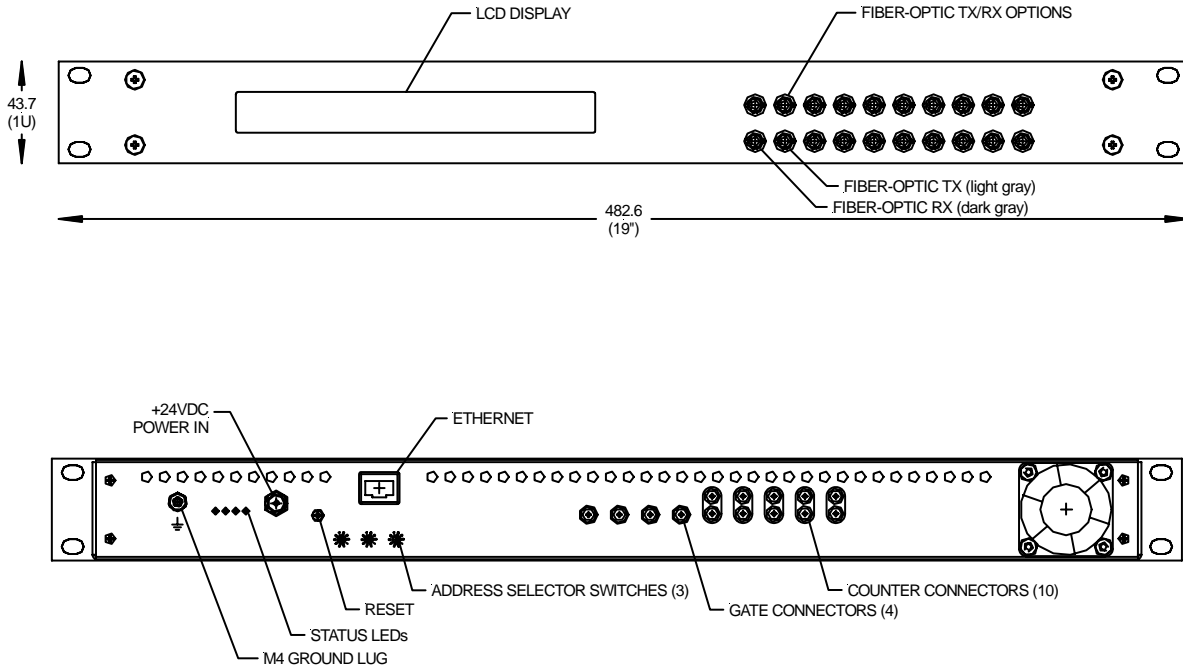 LCD DISPLAY
FIBER-OPTIC TX/RX OPTIONS
43.7
(1U)
FIBER-OPTIC TX (light gray)
FIBER-OPTIC RX (dark gray)
482.6
(19")
+24VDC
POWER IN
ETHERNET
ADDRESS SELECTOR SWITCHES (3)
COUNTER CONNECTORS (10)
RESET
GATE CONNECTORS (4)
STATUS LEDs
M4 GROUND LUG